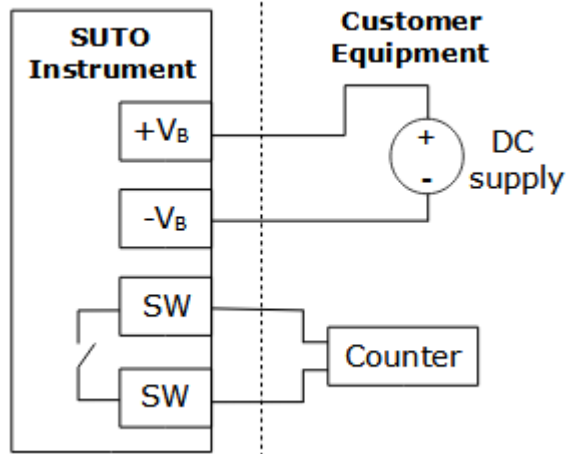 SUTO
Instrument
Customer
Equipment
+VB
+
-
DC
supply
-VB
SW
Counter
SW